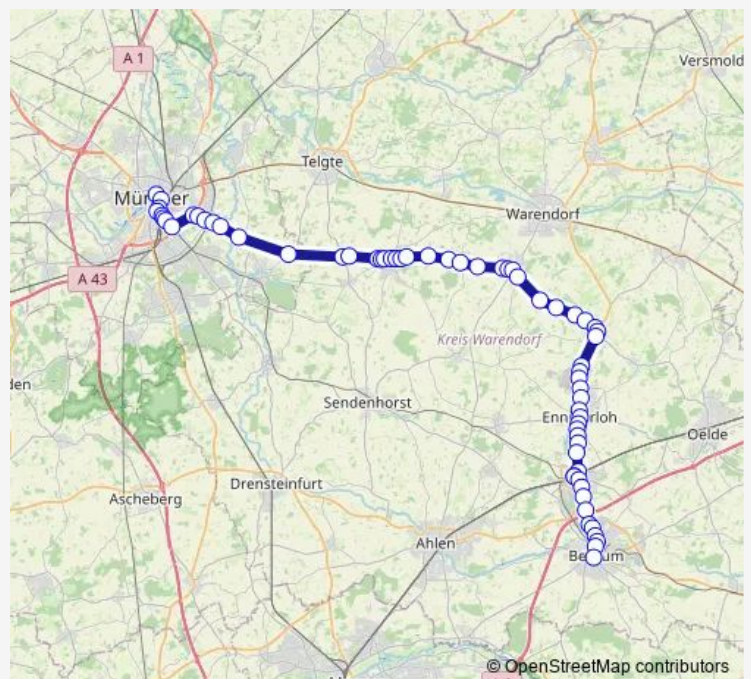 A 1
Versmold
Telgte
Warendorf
A 43
Kreis Warendorf
Sendenhorst
Oelde
Drensteinfurt
Ascheberg
Ahlen
© OpenStreetMap contributors